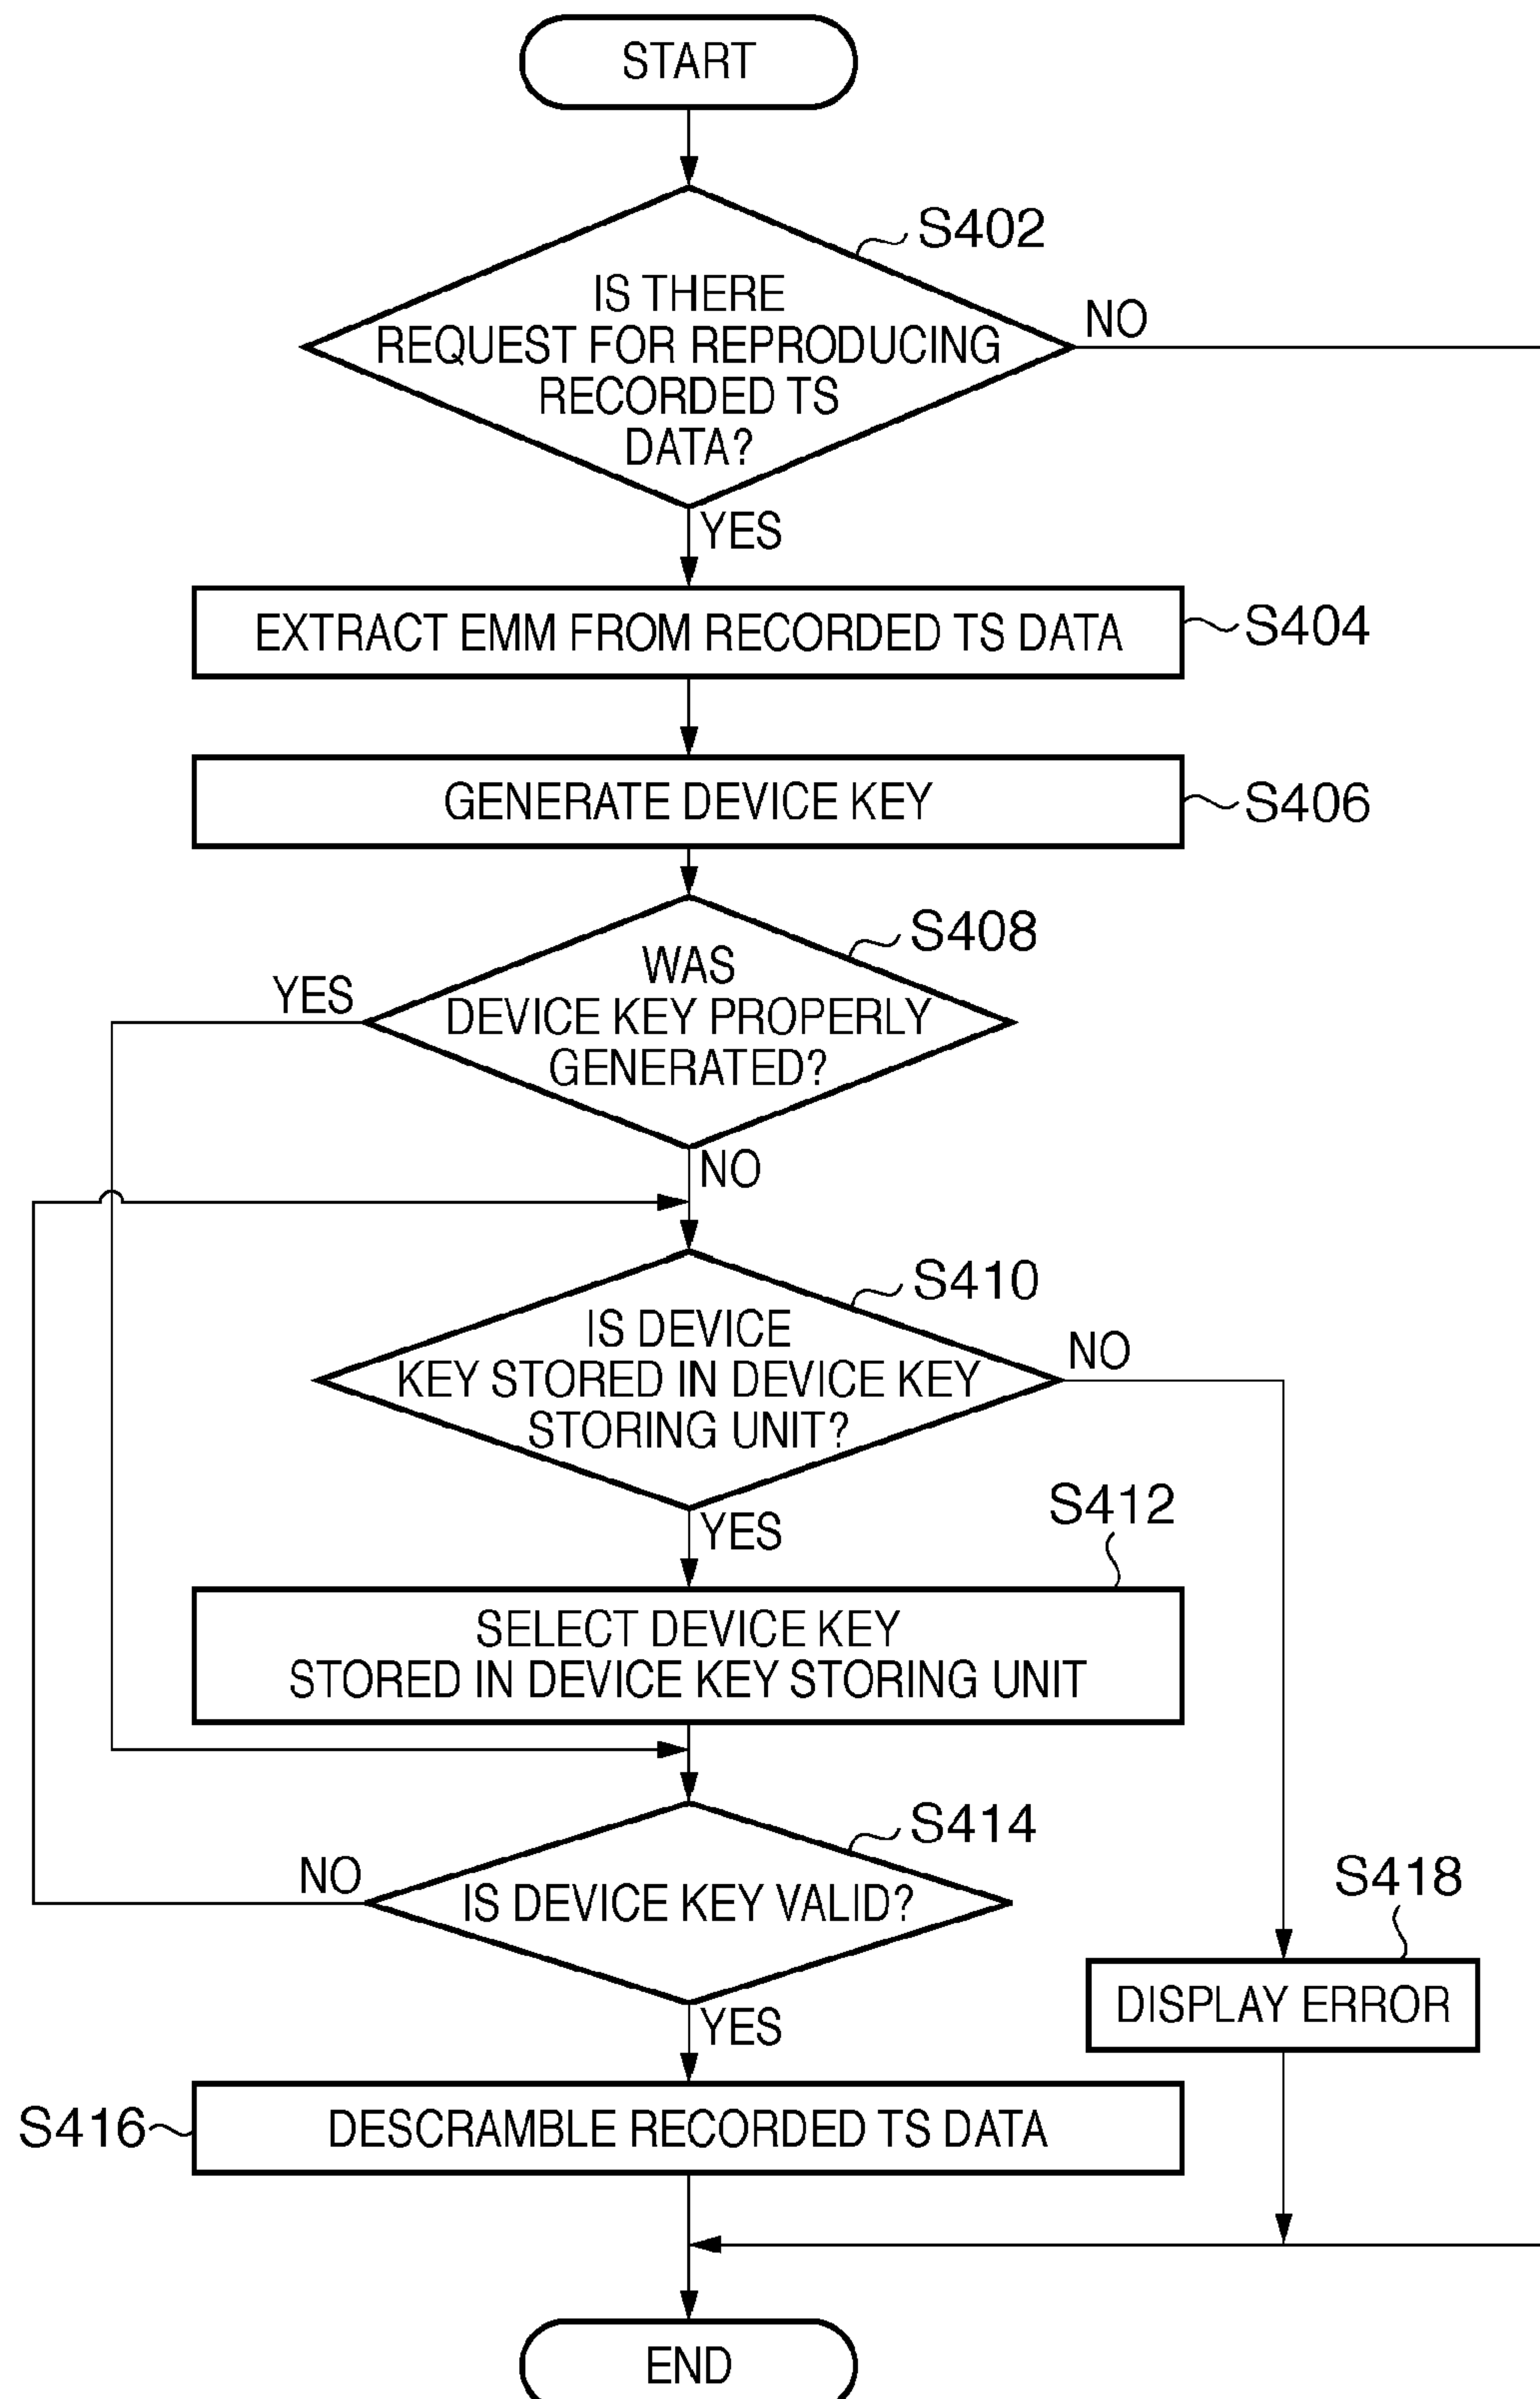 START
S402
IS THERE
REQUEST FOR REPRODUCING
RECORDED TS
DATA?
NO
YES
EXTRACT EMM FROM RECORDED TS DATA
S404
GENERATE DEVICE KEY
S406
S408
WAS
DEVICE KEY PROPERLY
GENERATED?
YES
NO
S410
IS DEVICE
KEY STORED IN DEVICE KEY
STORING UNIT?
NO
YES
S412
SELECT DEVICE KEY
STORED IN DEVICE KEY STORING UNIT
S414
IS DEVICE KEY VALID?
NO
YES
S418
DISPLAY ERROR
S416
DESCRAMBLE RECORDED TS DATA
END